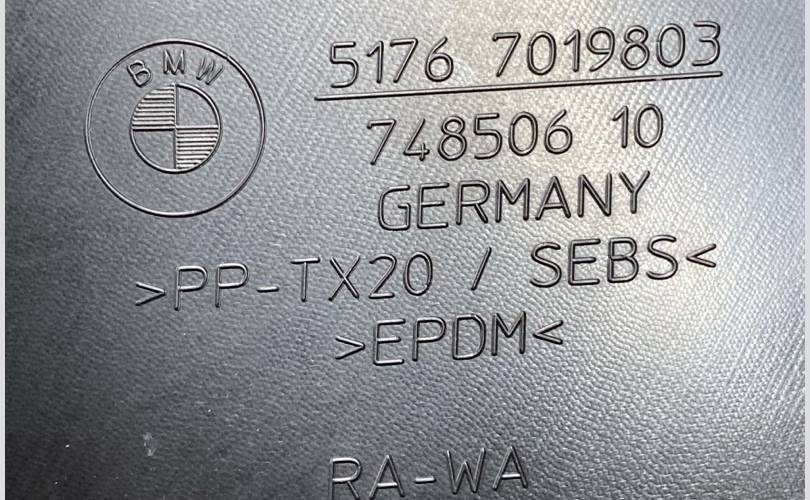 BMW
5176 7019803
748506 10
GERMANY
>PP-TX20 / SEBS<
>EPDM<
RA-WA